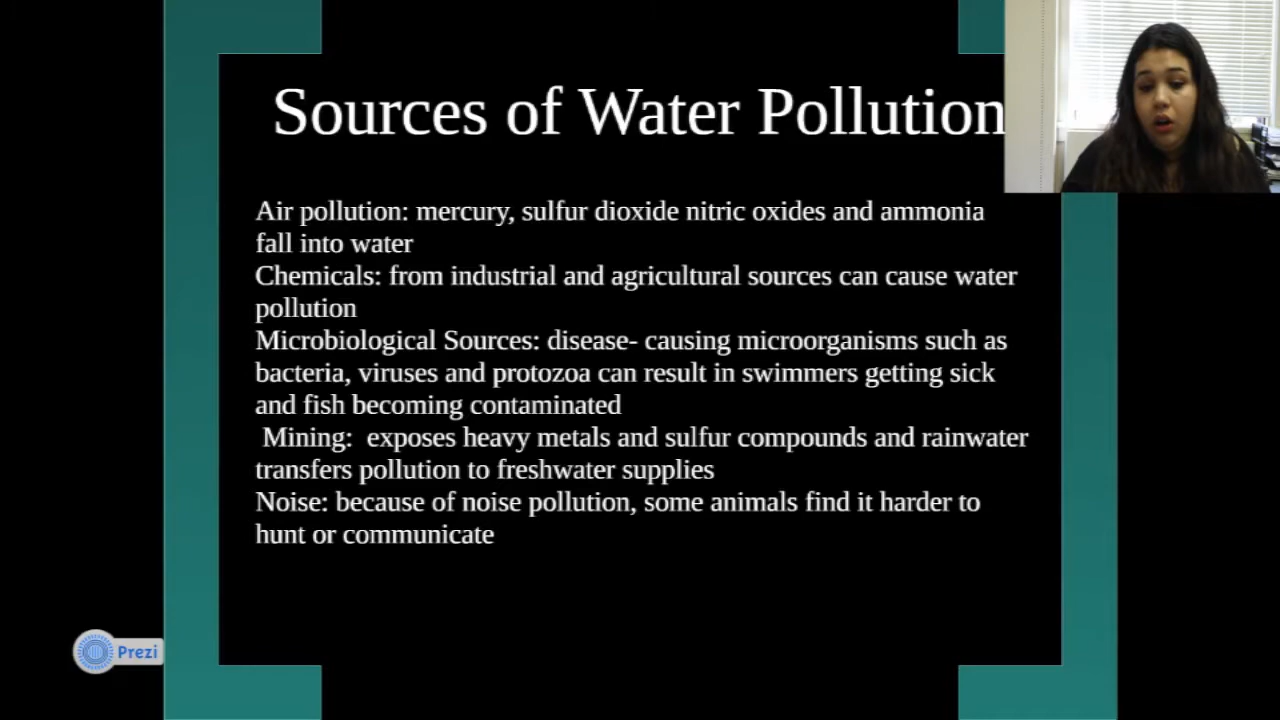 Sources of Water Pollution
Air pollution: mercury, sulfur dioxide nitric oxides and ammonia
fall into water
Chemicals: from industrial and agricultural sources can cause water
pollution
Microbiological Sources: disease- causing microorganisms such as
bacteria, viruses and protozoa can result in swimmers getting sick
and fish becoming contaminated
Mining:  exposes heavy metals and sulfur compounds and rainwater
transfers pollution to freshwater supplies
Noise: because of noise pollution, some animals find it harder to
hunt or communicate
Prezi